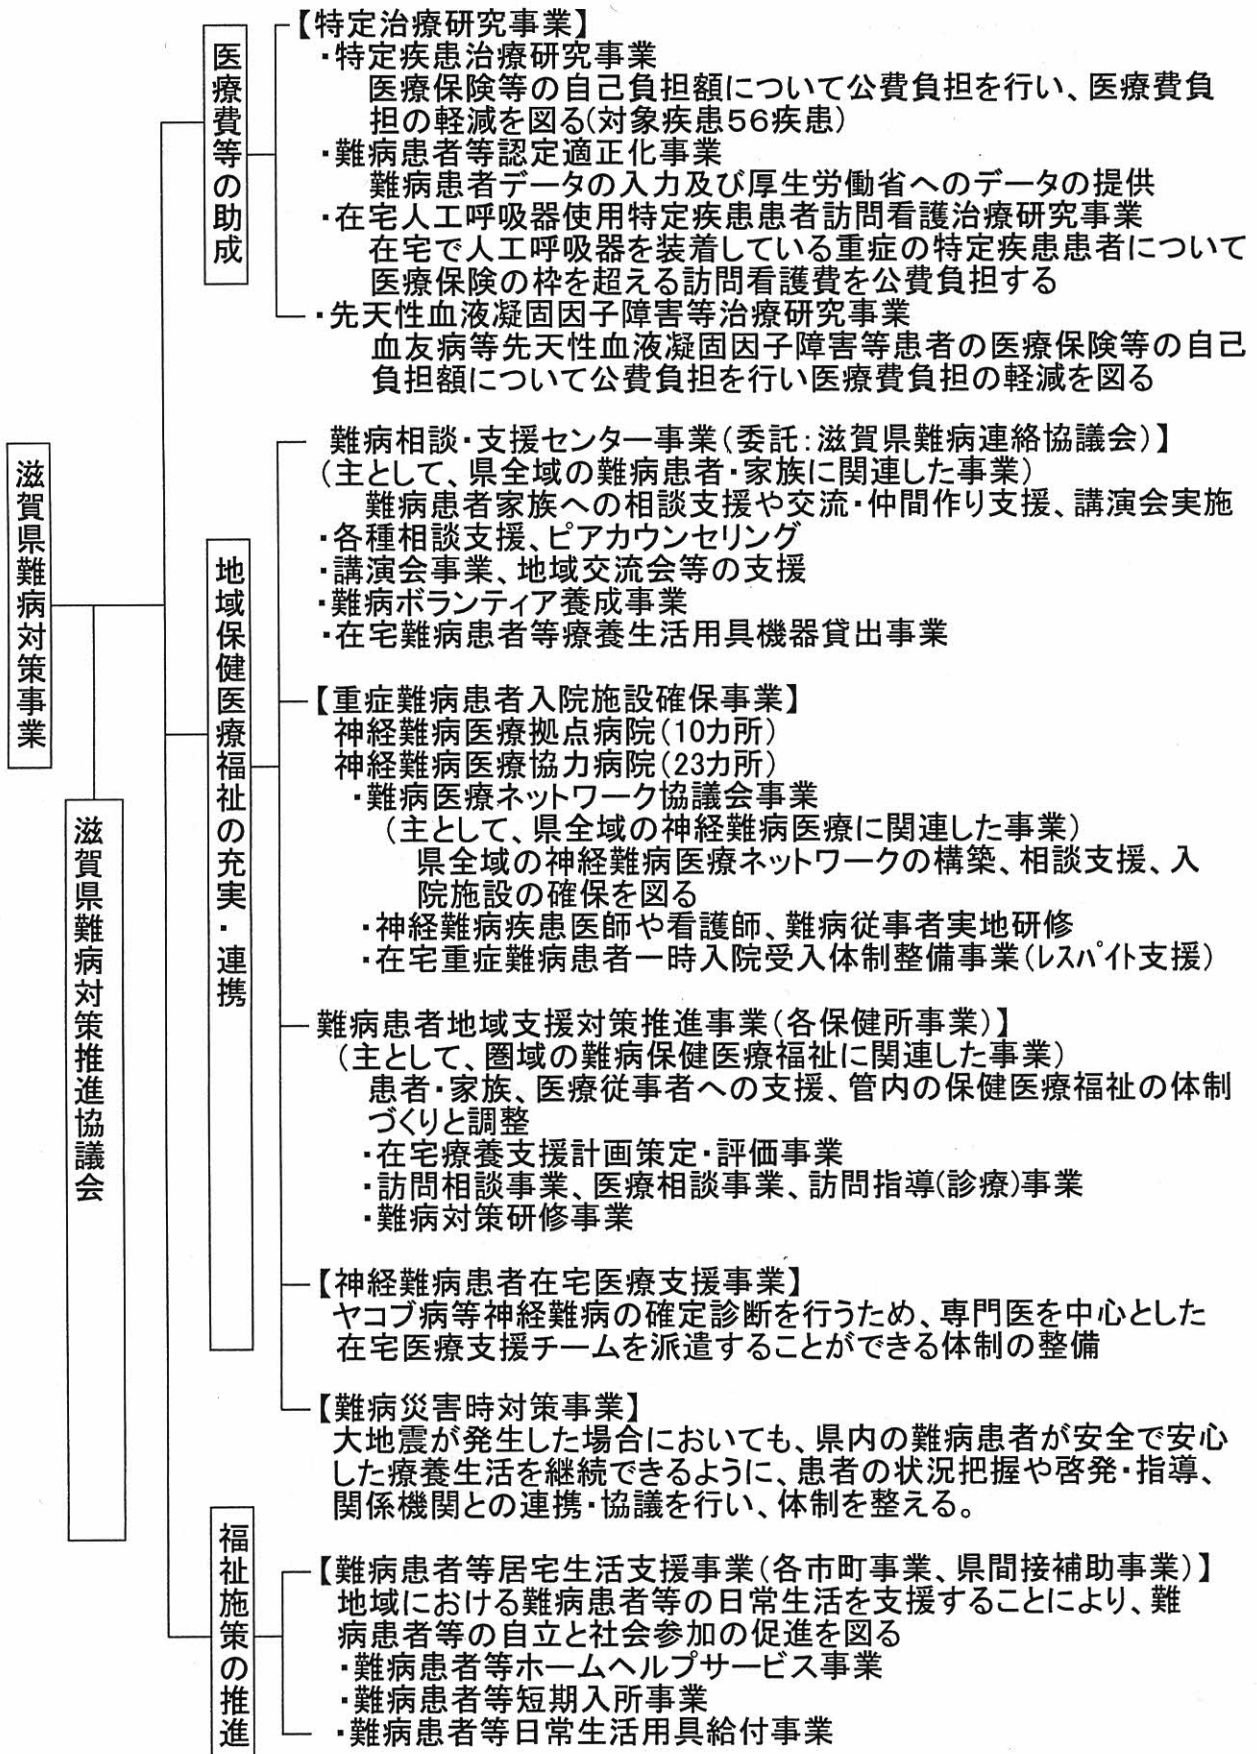 滋賀県難病対策事業
滋賀県難病対策推進協議会
医療費等の助成
【特定治療研究事業】
・特定疾患治療研究事業
医療保険等の自己負担額について公費負担を行い、医療費負
担の軽減を図る(対象疾患56疾患)
・難病患者等認定適正化事業
難病患者データの入力及び厚生労働省へのデータの提供
・在宅人工呼吸器使用特定疾患患者訪問看護治療研究事業
在宅で人工呼吸器を装着している重症の特定疾患患者について
医療保険の枠を超える訪問看護費を公費負担する
・先天性血液凝固因子障害等治療研究事業
血友病等先天性血液凝固因子障害等患者の医療保険等の自己
負担額について公費負担を行い医療費負担の軽減を図る
地域保健医療福祉の充実・連携
難病相談・支援センター事業(委託:滋賀県難病連絡協議会)】
(主として、県全域の難病患者・家族に関連した事業)
難病患者家族への相談支援や交流・仲間作り支援、講演会実施
・各種相談支援、ピアカウンセリング
・講演会事業、地域交流会等の支援
・難病ボランティア養成事業
・在宅難病患者等療養生活用具機器貸出事業
【重症難病患者入院施設確保事業】
神経難病医療拠点病院(10カ所)
神経難病医療協力病院(23カ所)
・難病医療ネットワーク協議会事業
(主として、県全域の神経難病医療に関連した事業)
県全域の神経難病医療ネットワークの構築、相談支援、入
院施設の確保を図る
・神経難病疾患医師や看護師、難病従事者実地研修
・在宅重症難病患者一時入院受入体制整備事業(レスパイト支援)
難病患者地域支援対策推進事業(各保健所事業)】
(主として、圏域の難病保健医療福祉に関連した事業)
患者・家族、医療従事者への支援、管内の保健医療福祉の体制
づくりと調整
・在宅療養支援計画策定・評価事業
・訪問相談事業、医療相談事業、訪問指導(診療)事業
・難病対策研修事業
【神経難病患者在宅医療支援事業】
ヤコブ病等神経難病の確定診断を行うため、専門医を中心とした
在宅医療支援チームを派遣することができる体制の整備
【難病災害時対策事業】
大地震が発生した場合においても、県内の難病患者が安全で安心
した療養生活を継続できるように、患者の状況把握や啓発・指導、
関係機関との連携・協議を行い、体制を整える。
福祉施策の推進
【難病患者等居宅生活支援事業(各市町事業、県間接補助事業)】
地域における難病患者等の日常生活を支援することにより、難
病患者等の自立と社会参加の促進を図る
・難病患者等ホームヘルプサービス事業
・難病患者等短期入所事業
・難病患者等日常生活用具給付事業